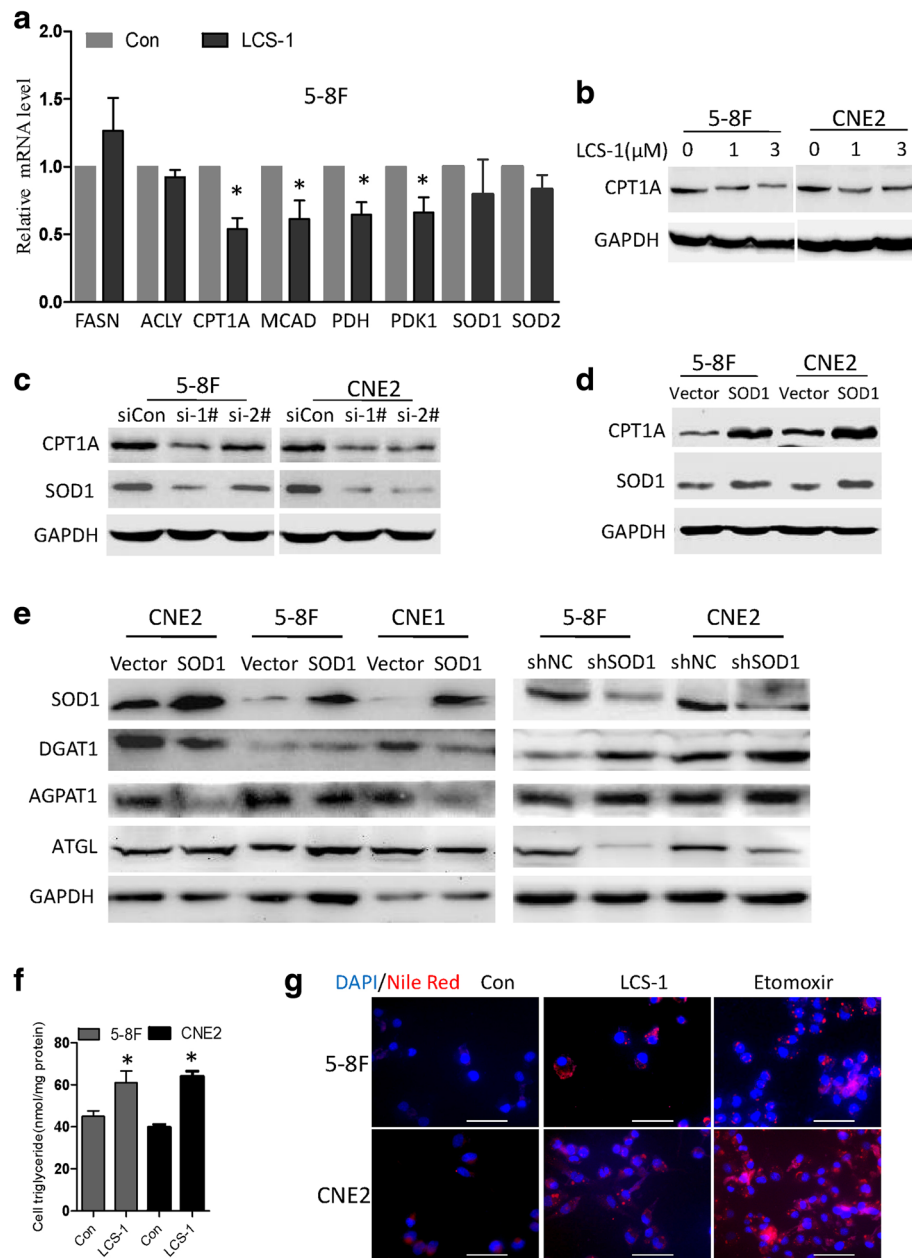 a
Con LCS-1
5-8F
Relative mRNA level
2.0
1.5
1.0
0.5
0.0
* * * *
FASN ACLY CPT1A MCAD PDH PDK1 SOD1 SOD2
b
5-8F CNE2
LCS-1(μM) 0 1 3 0 1 3
CPT1A
GAPDH
c
5-8F CNE2
siCon si-1# si-2# siCon si-1# si-2#
CPT1A
SOD1
GAPDH
d
5-8F CNE2
Vector SOD1 Vector SOD1
CPT1A
SOD1
GAPDH
e
CNE2 5-8F CNE1 5-8F CNE2
Vector SOD1 Vector SOD1 Vector SOD1 shNC shSOD1 shNC shSOD1
SOD1
DGAT1
AGPAT1
ATGL
GAPDH
f
5-8F CNE2
Cell triglyceride(nmol/mg protein)
80
60
40
20
0
* *
Con LCS-1 Con LCS-1
g
DAPI/Nile Red Con LCS-1 Etomoxir
5-8F
CNE2